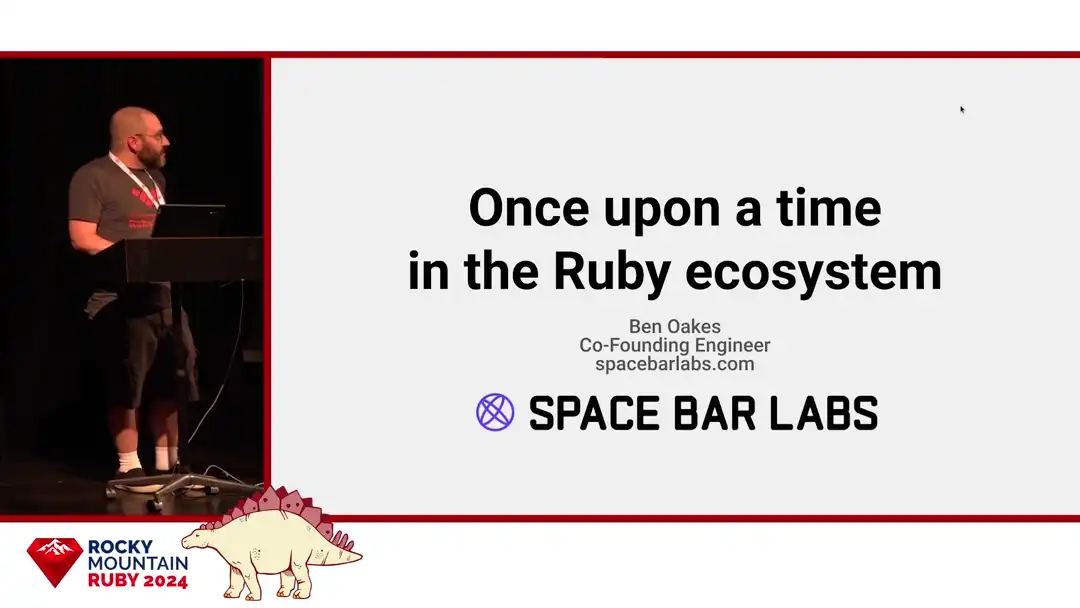 Once upon a time
in the Ruby ecosystem
Ben Oakes
Co-Founding Engineer
spacebarlabs.com
SPACE BAR LABS
ROCKY
MOUNTAIN
RUBY 2024